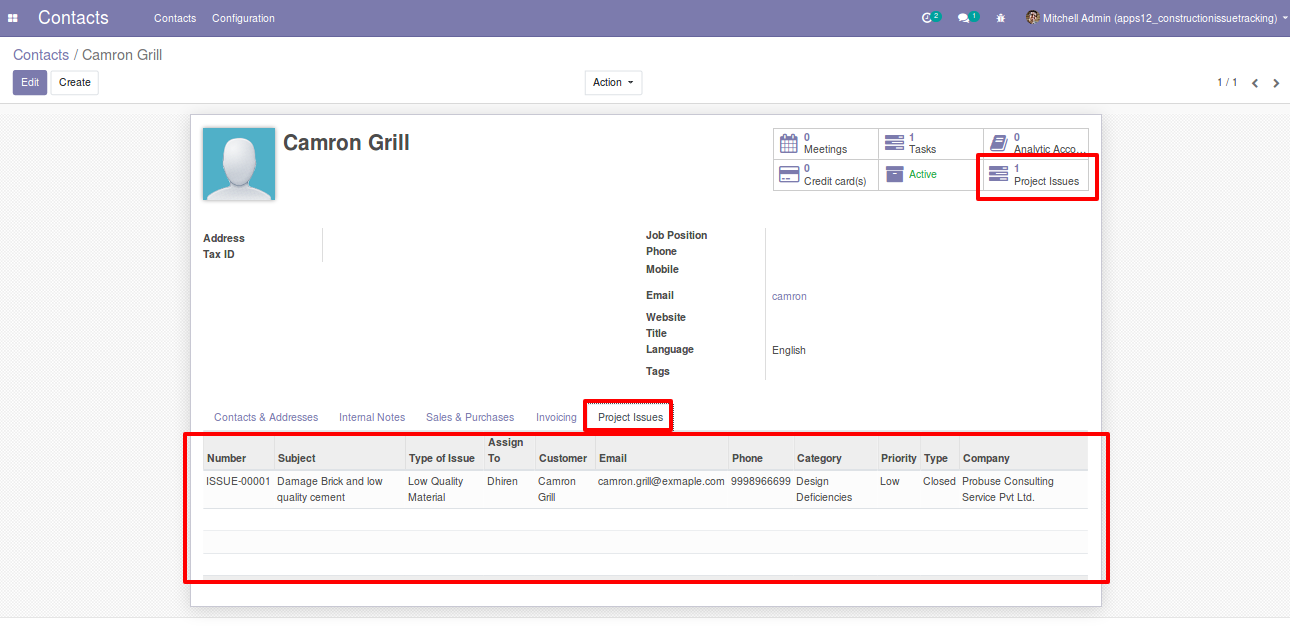 Contacts Contacts Configuration 2 1 Mitchell Admin (apps12_constructionissuetracking)
Contacts / Camron Grill
Edit Create Action 1 / 1
Camron Grill
0 Meetings
1 Tasks
0 Analytic Acco...
0 Credit card(s)
Active
1 Project Issues
Address
Tax ID
Job Position
Phone
Mobile
Email camron
Website
Title
Language English
Tags
Contacts & Addresses Internal Notes Sales & Purchases Invoicing Project Issues
Number Subject Type of Issue Assign To Customer Email Phone Category Priority Type Company
ISSUE-00001 Damage Brick and low quality cement Low Quality Material Dhiren Camron Grill camron.grill@exmaple.com 9998966699 Design Deficiencies Low Closed Probuse Consulting Service Pvt Ltd.